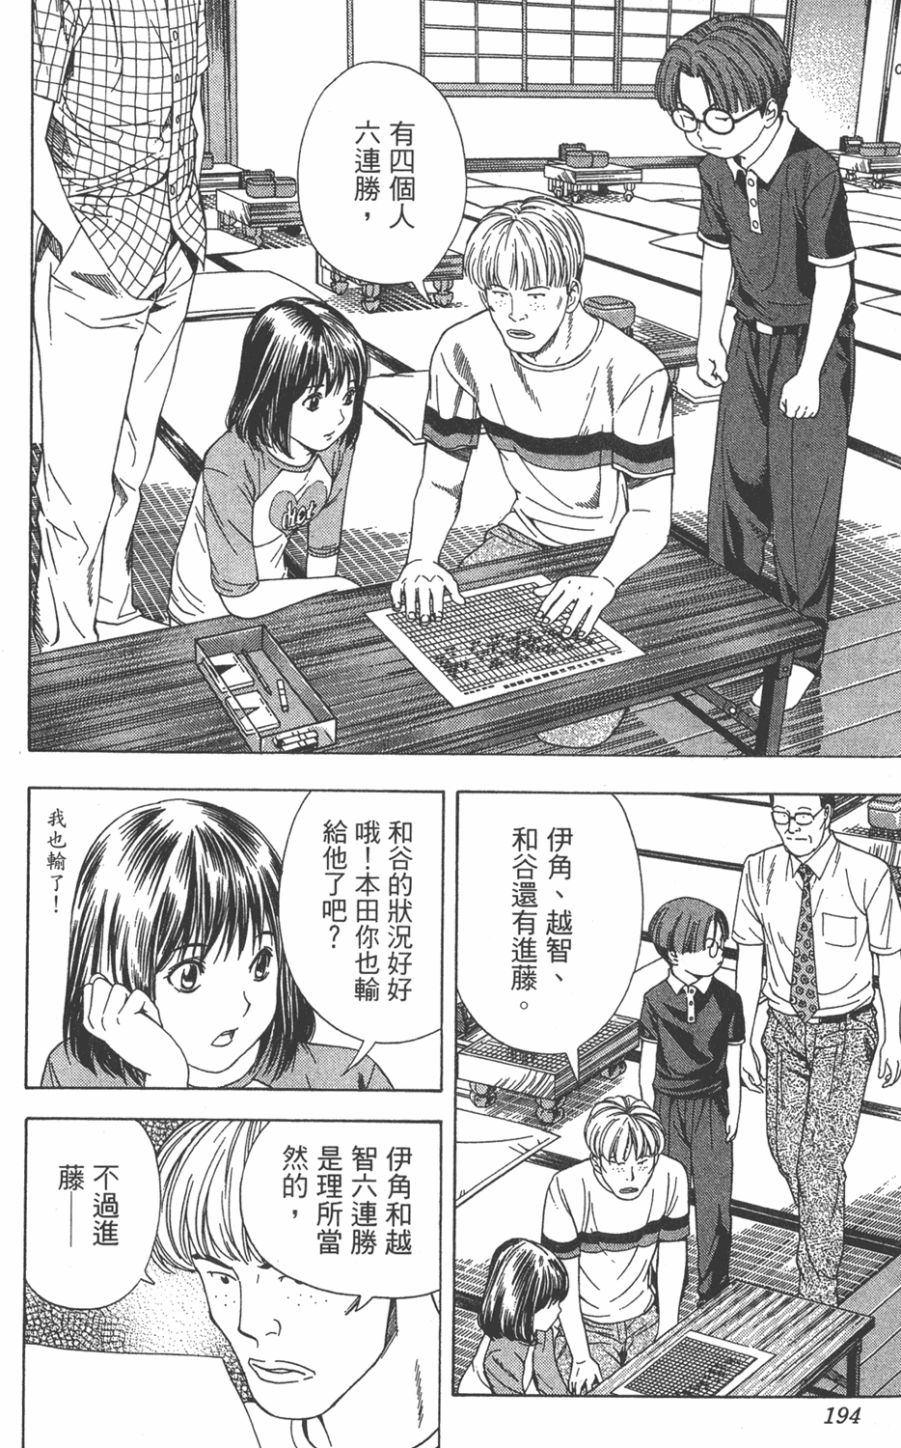 有四個人
六連勝，
伊角、越智、
和谷還有進藤。
和谷的狀況好好
哦！本田你也輸
給他了吧？
我也輸了！
伊角和越
智六連勝
是理所當
然的，
不過進
藤——
194